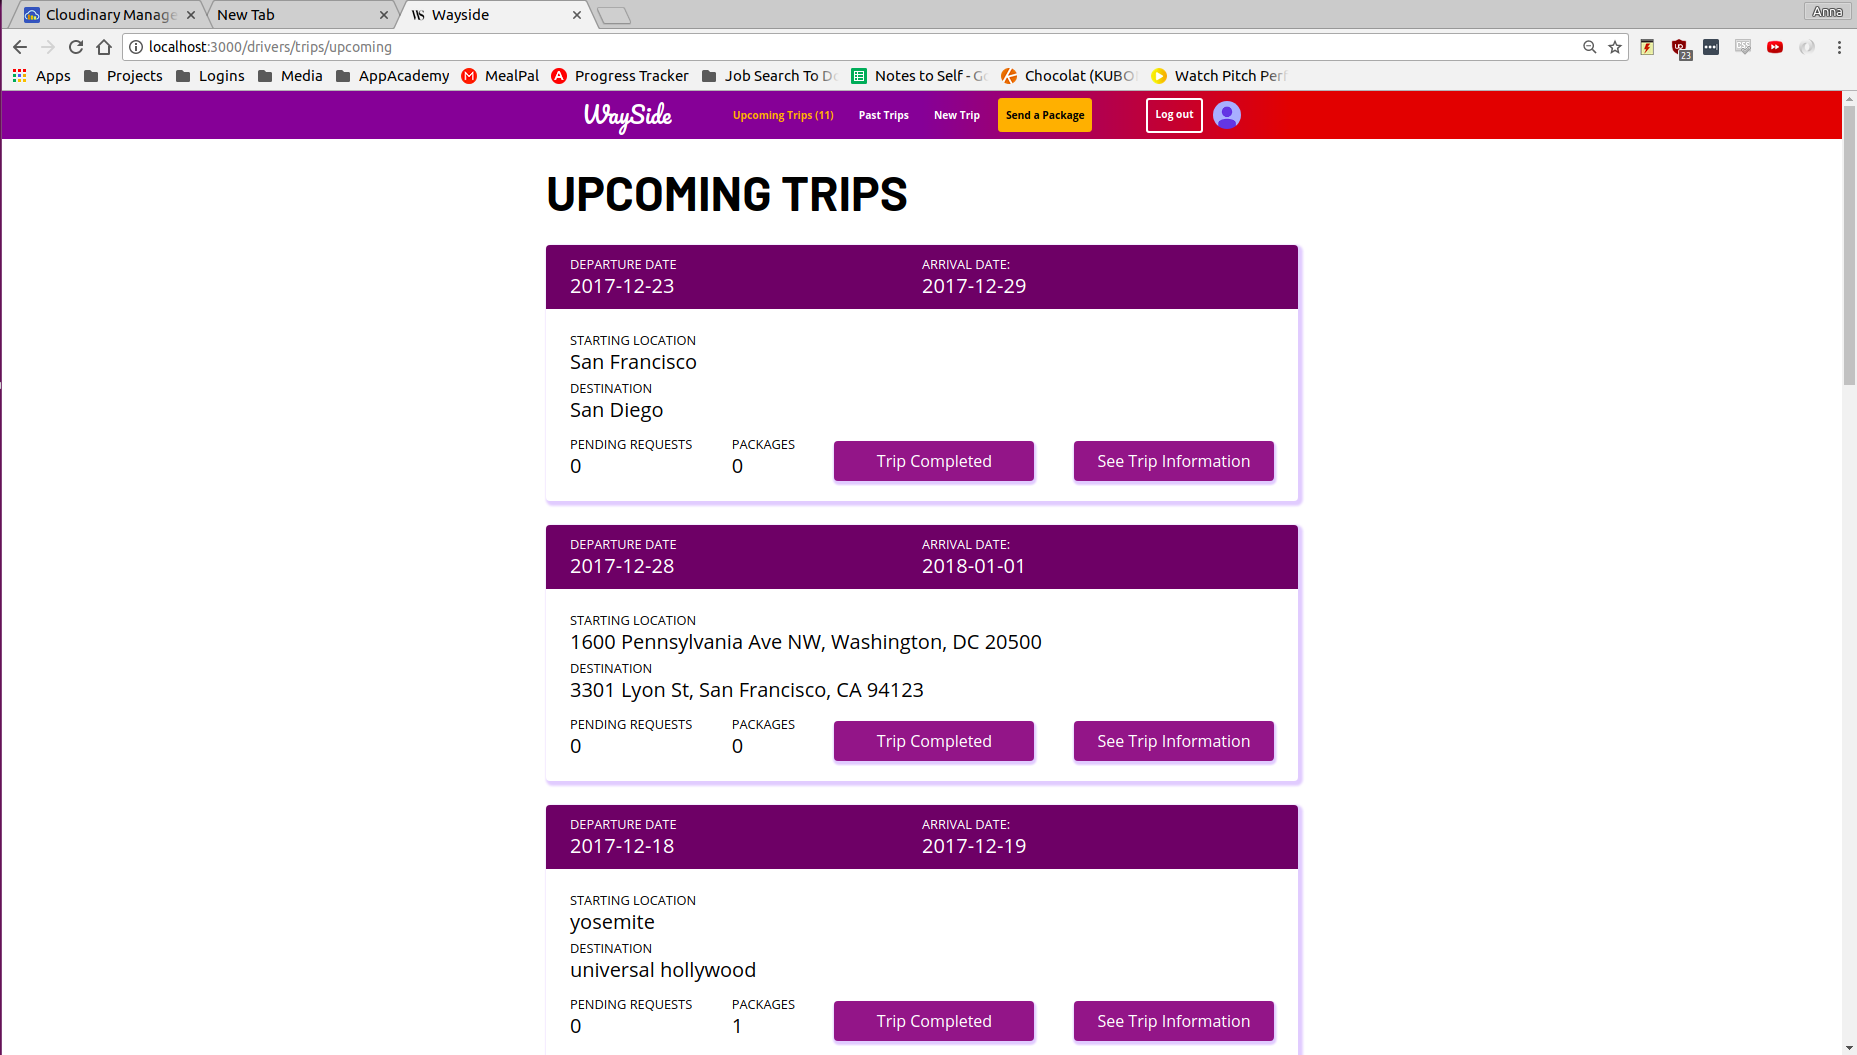 Cloudinary Manage
New Tab
Wayside
Anna
localhost:3000/drivers/trips/upcoming
23
Apps Projects Logins Media AppAcademy MealPal Progress Tracker Job Search To Do Notes to Self - Go Chocolat (KUBO Watch Pitch Perf
WaySide Upcoming Trips (11) Past Trips New Trip Send a Package Log out
UPCOMING TRIPS
DEPARTURE DATE ARRIVAL DATE:
2017-12-23 2017-12-29
STARTING LOCATION
San Francisco
DESTINATION
San Diego
PENDING REQUESTS PACKAGES
0 0 Trip Completed See Trip Information
DEPARTURE DATE ARRIVAL DATE:
2017-12-28 2018-01-01
STARTING LOCATION
1600 Pennsylvania Ave NW, Washington, DC 20500
DESTINATION
3301 Lyon St, San Francisco, CA 94123
PENDING REQUESTS PACKAGES
0 0 Trip Completed See Trip Information
DEPARTURE DATE ARRIVAL DATE:
2017-12-18 2017-12-19
STARTING LOCATION
yosemite
DESTINATION
universal hollywood
PENDING REQUESTS PACKAGES
0 1 Trip Completed See Trip Information